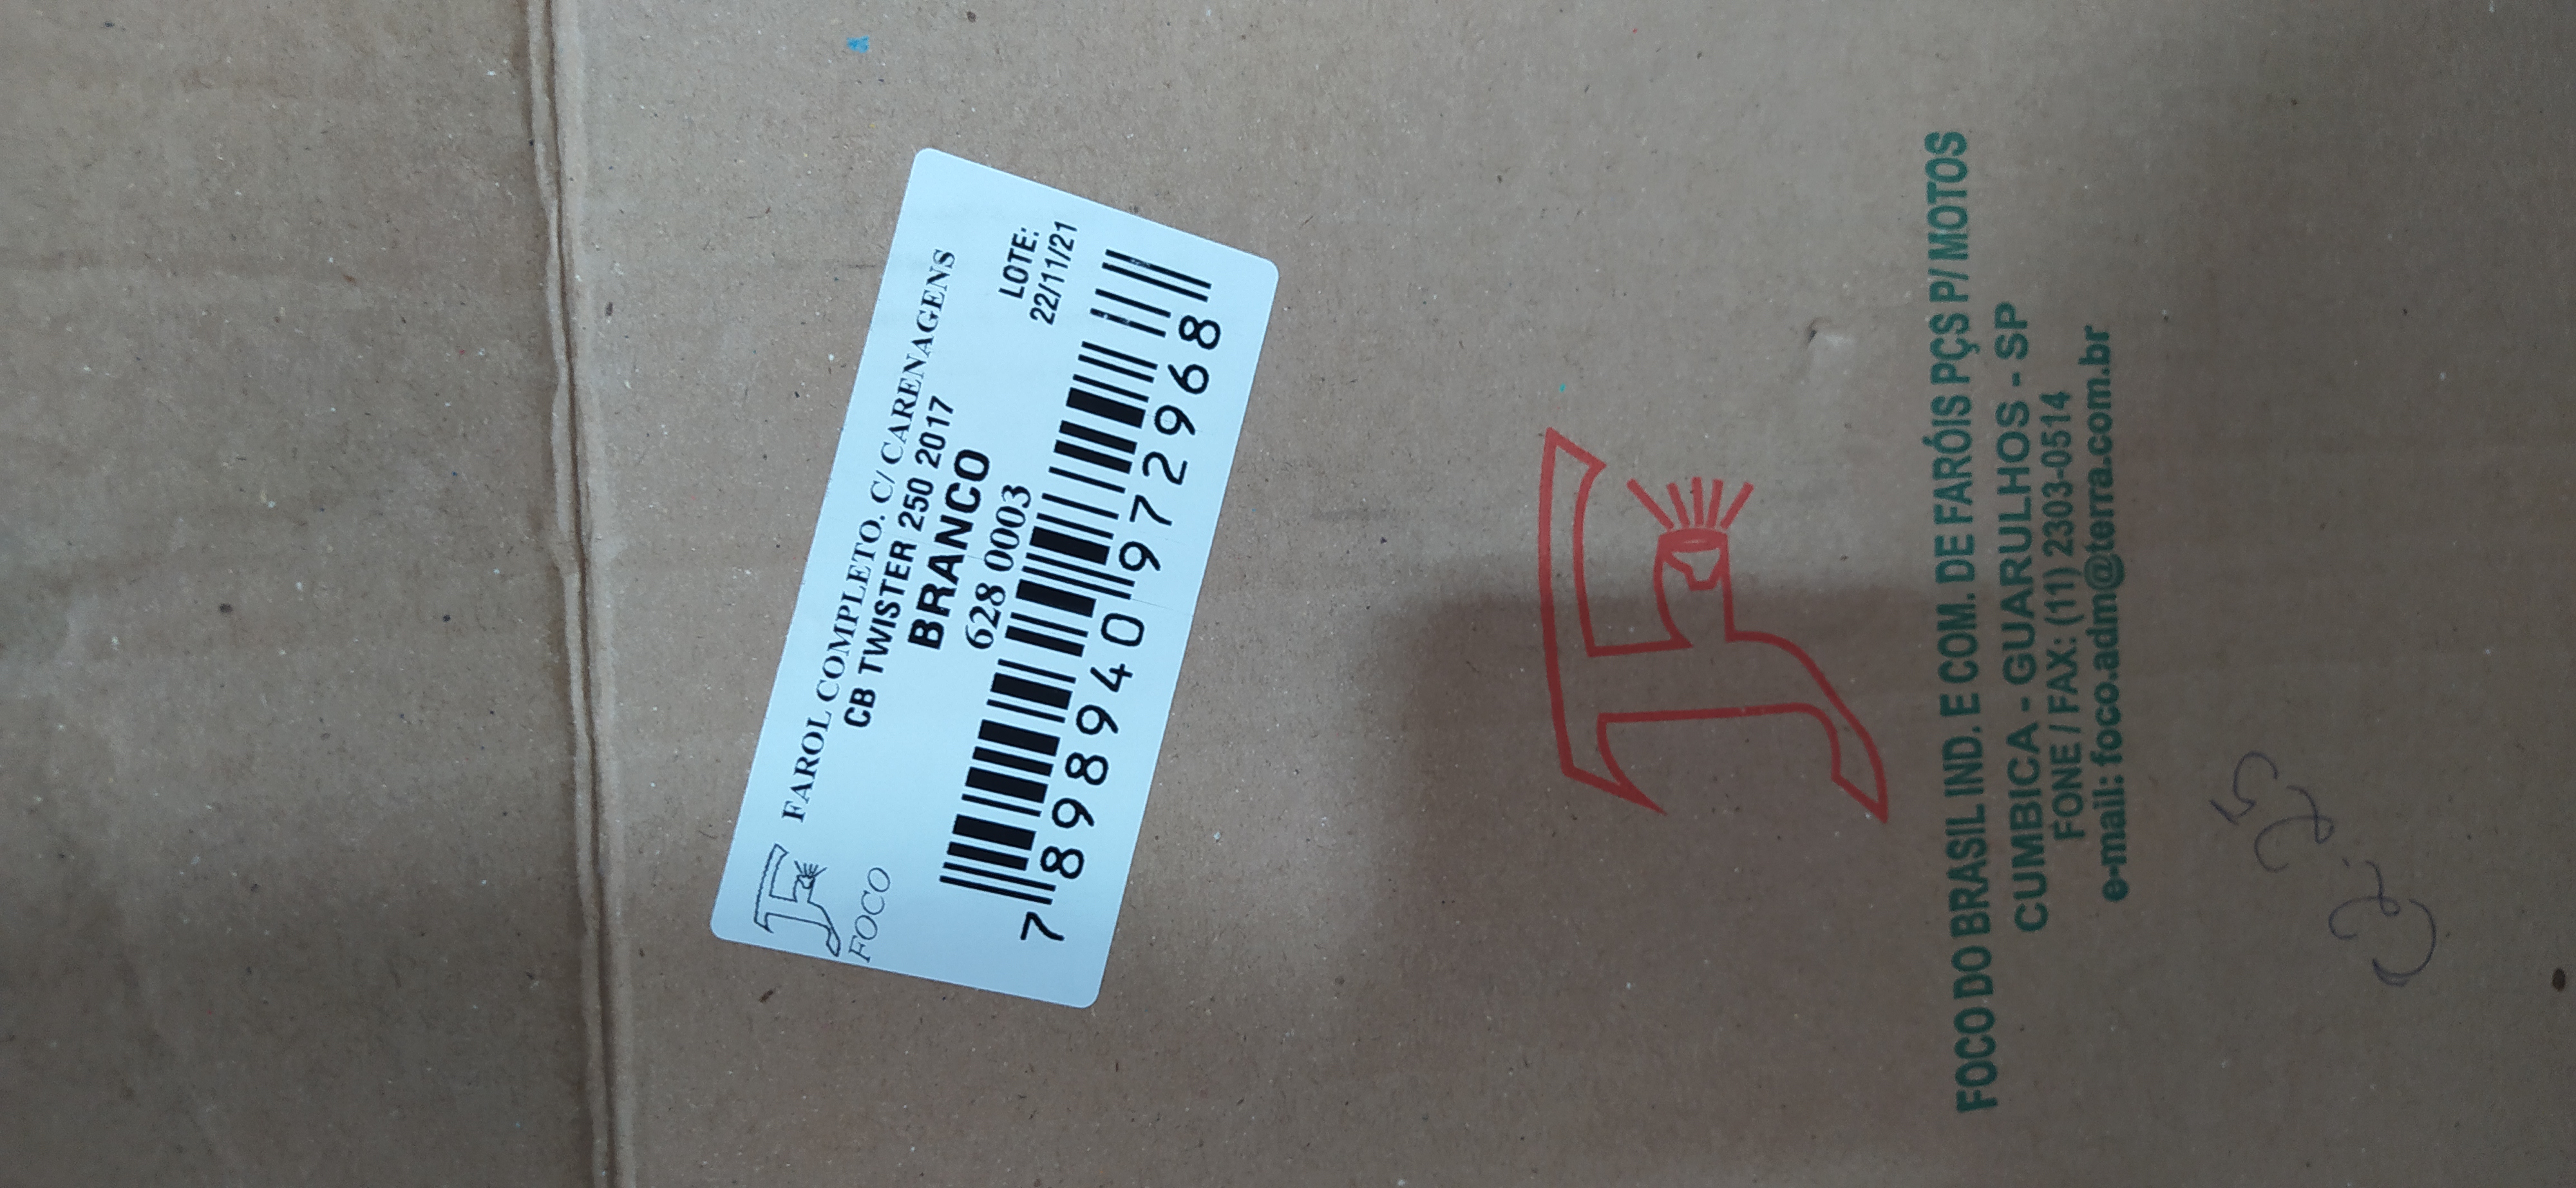 FAROL COMPLETO. C/ CARENAGENS
CB TWISTER 250 2017
BRANCO
628 0003
LOTE:
22/11/21
FOCO
7 898940 972968
FOCO DO BRASIL IND. E COM. DE FARÓIS PÇS P/ MOTOS
CUMBICA - GUARULHOS - SP
FONE / FAX: (11) 2303-0514
e-mail: foco.adm@terra.com.br